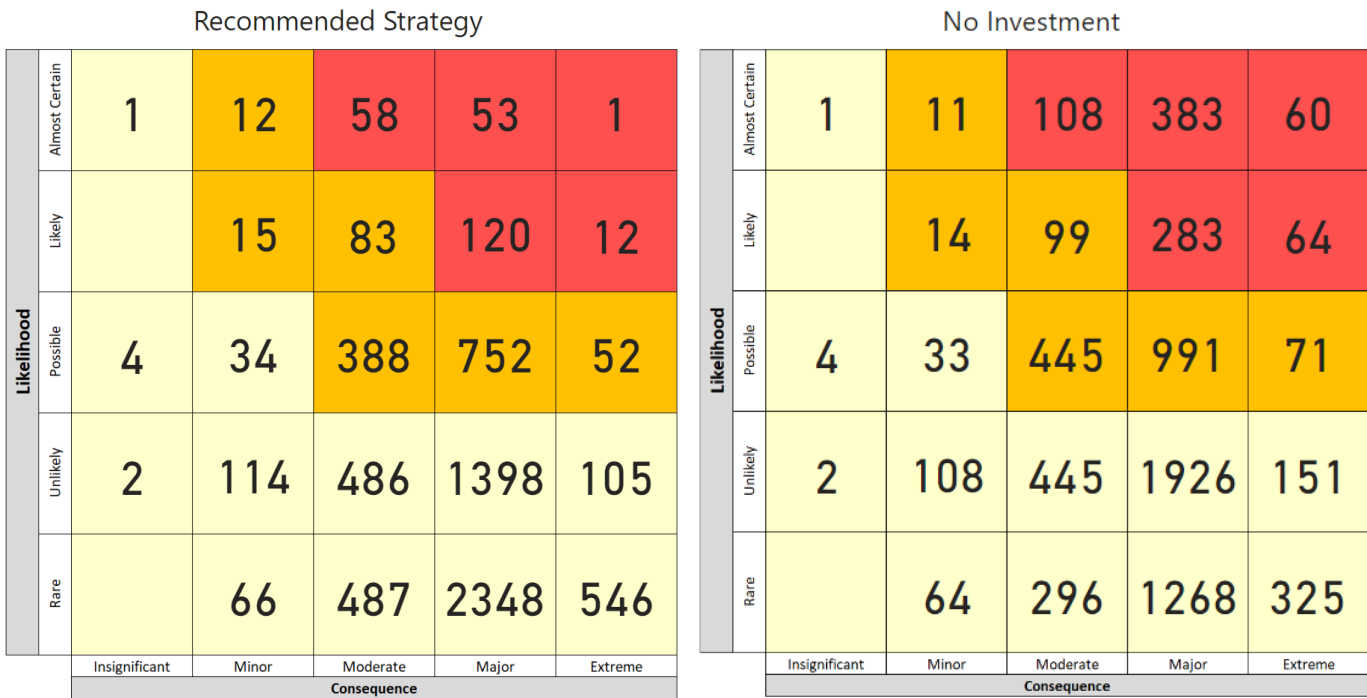 Recommended Strategy
No Investment
Likelihood
Almost Certain
1 12 58 53 1
Likely
15 83 120 12
Possible
4 34 388 752 52
Unlikely
2 114 486 1398 105
Rare
66 487 2348 546
Insignificant Minor Moderate Major Extreme
Consequence
Likelihood
Almost Certain
1 11 108 383 60
Likely
14 99 283 64
Possible
4 33 445 991 71
Unlikely
2 108 445 1926 151
Rare
64 296 1268 325
Insignificant Minor Moderate Major Extreme
Consequence